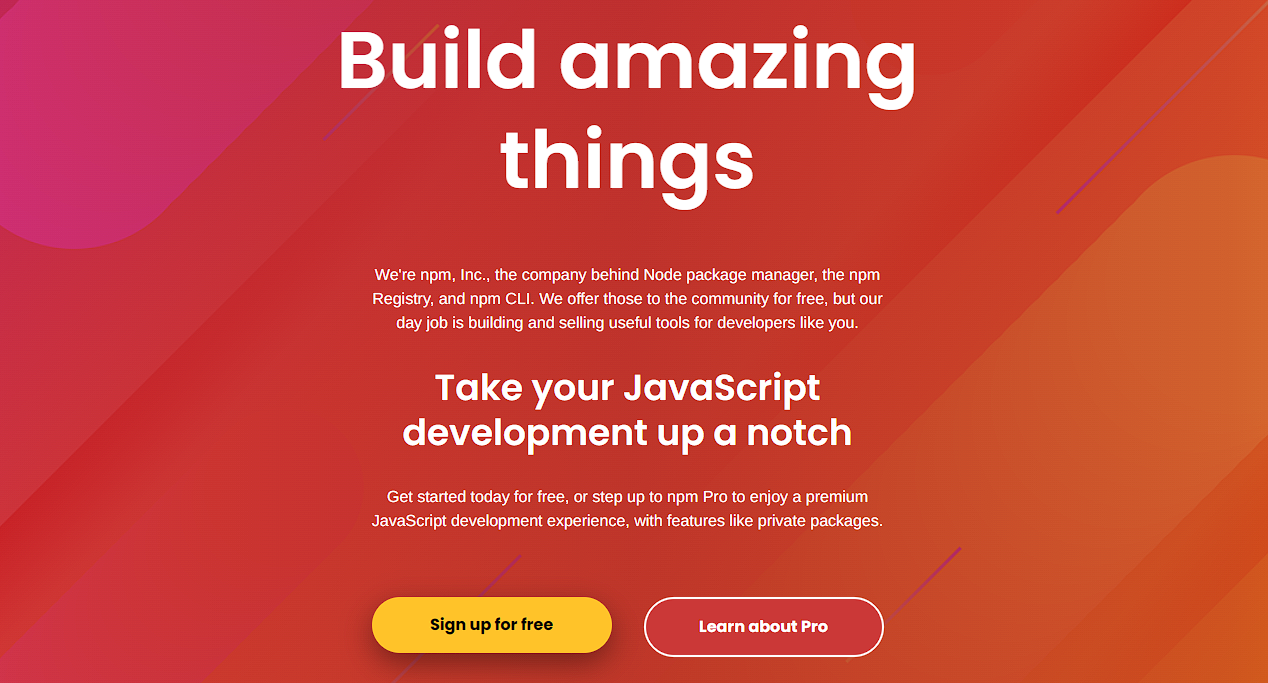 Build amazing
things
We're npm, Inc., the company behind Node package manager, the npm
Registry, and npm CLI. We offer those to the community for free, but our
day job is building and selling useful tools for developers like you.
Take your JavaScript
development up a notch
Get started today for free, or step up to npm Pro to enjoy a premium
JavaScript development experience, with features like private packages.
Sign up for free
Learn about Pro